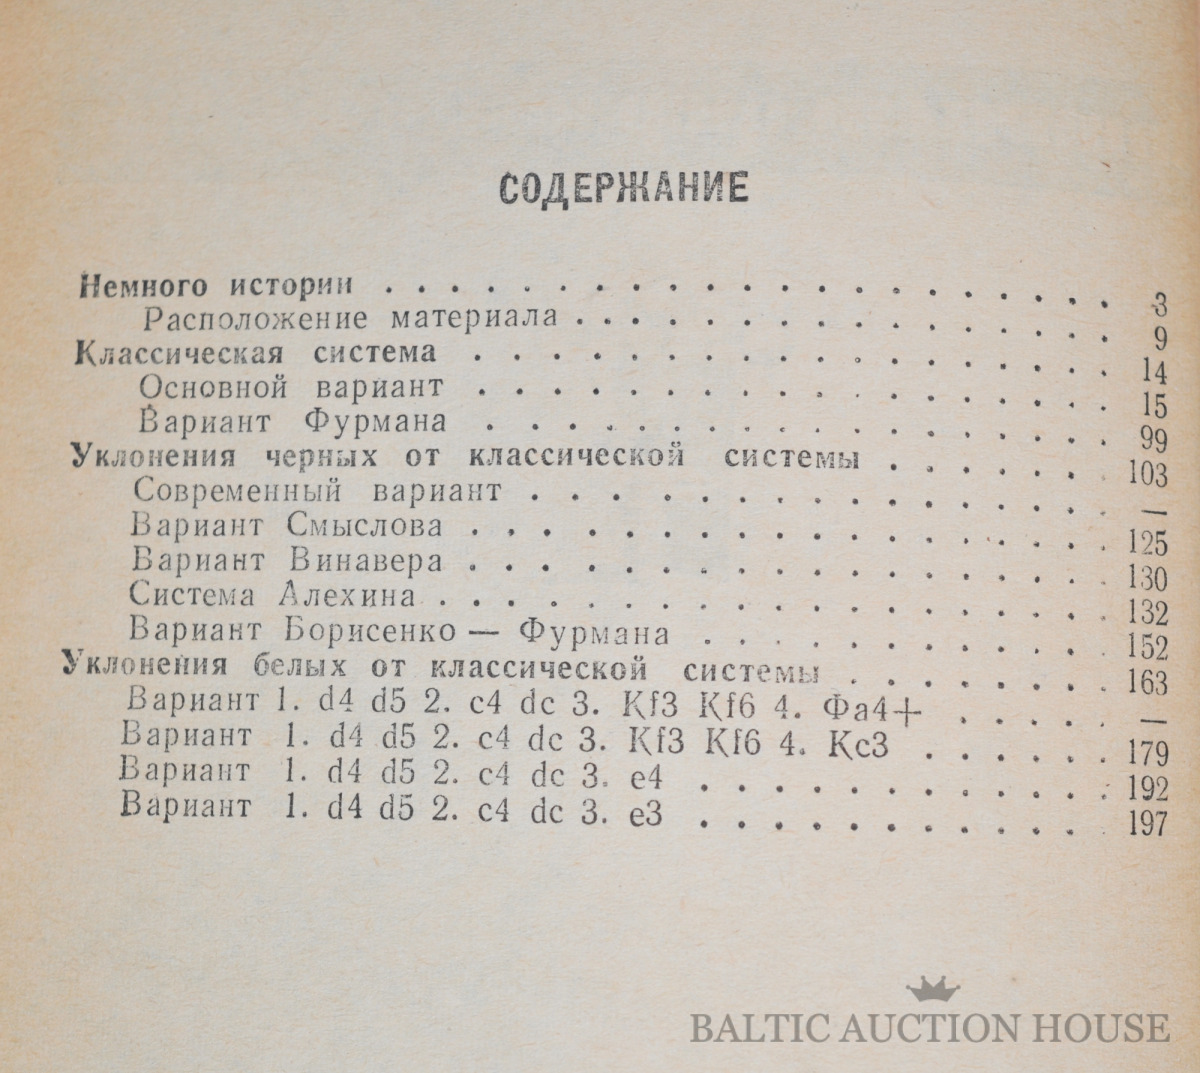 СОДЕРЖАНИЕ
Немного истории . . . . . . . . . . . . . . . . . . . . 3
Расположение материала . . . . . . . . . . . . . . . 9
Классическая система . . . . . . . . . . . . . . . . . 14
Основной вариант . . . . . . . . . . . . . . . . . 15
Вариант Фурмана . . . . . . . . . . . . . . . . . 99
Уклонения черных от классической системы . . . . . . 103
Современный вариант . . . . . . . . . . . . . . . —
Вариант Смыслова . . . . . . . . . . . . . . . . . 125
Вариант Винавера . . . . . . . . . . . . . . . . . 130
Система Алехина . . . . . . . . . . . . . . . . . . 132
Вариант Борисенко — Фурмана . . . . . . . . . . . 152
Уклонения белых от классической системы . . . . . . . 163
Вариант 1. d4 d5 2. c4 dc 3. Kf3 Kf6 4. Фа4+ . . . . —
Вариант 1. d4 d5 2. c4 dc 3. Kf3 Kf6 4. Kc3 . . . . . 179
Вариант 1. d4 d5 2. c4 dc 3. e4 . . . . . . . . . . . 192
Вариант 1. d4 d5 2. c4 dc 3. e3 . . . . . . . . . . . 197
BALTIC AUCTION HOUSE